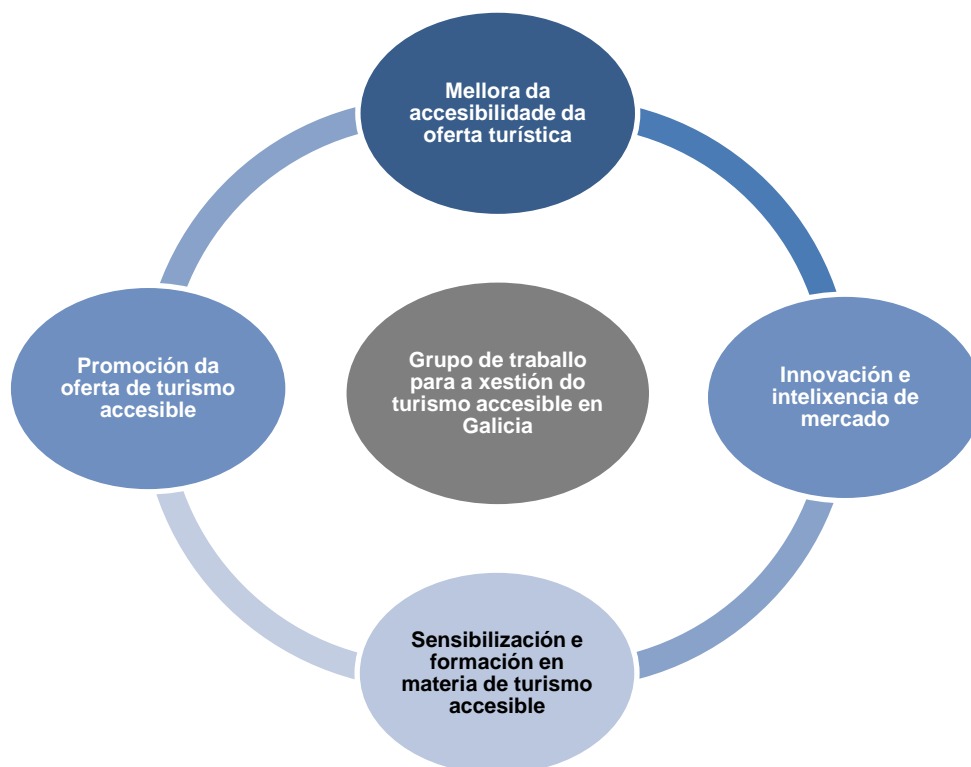 Mellora da
accesibilidade da
oferta turística
Promoción da
oferta de turismo
accesible
Grupo de traballo
para a xestión do
turismo accesible en
Galicia
Innovación e
intelixencia de
mercado
Sensibilización e
formación en
materia de turismo
accesible